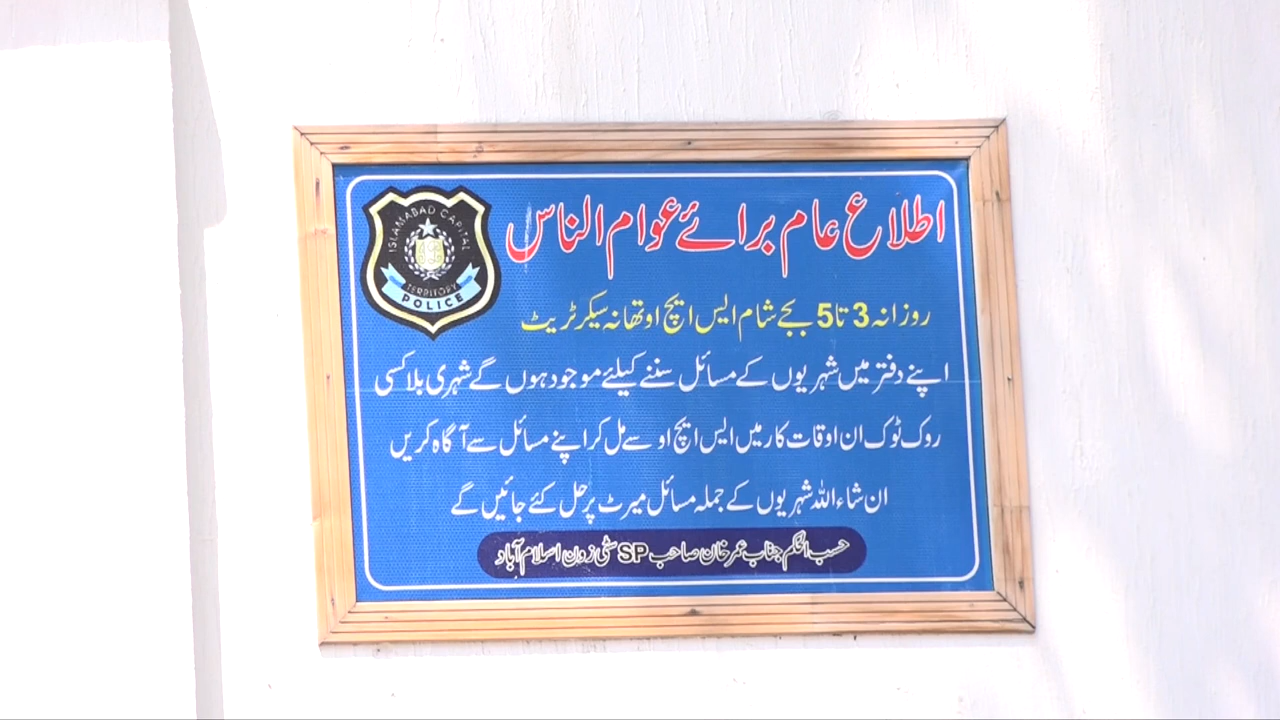 ISLAMABAD CAPITAL
TERRITORY
POLICE
اطلاع عام برائے عوام الناس
روزانہ 3 تا 5 بجے شام ایس ایچ او تھانہ سیکرٹریٹ
اپنے دفتر میں شہریوں کے مسائل سننے کیلئے موجود ہوں گے شہری بلا کسی
روک ٹوک ان اوقات کار میں ایس ایچ او سے مل کر اپنے مسائل سے آگاہ کریں
ان شاء اللہ شہریوں کے جملہ مسائل میرٹ پر حل کئے جائیں گے
حسب الحکم جناب عمر خان صاحب SP سٹی زون اسلام آباد